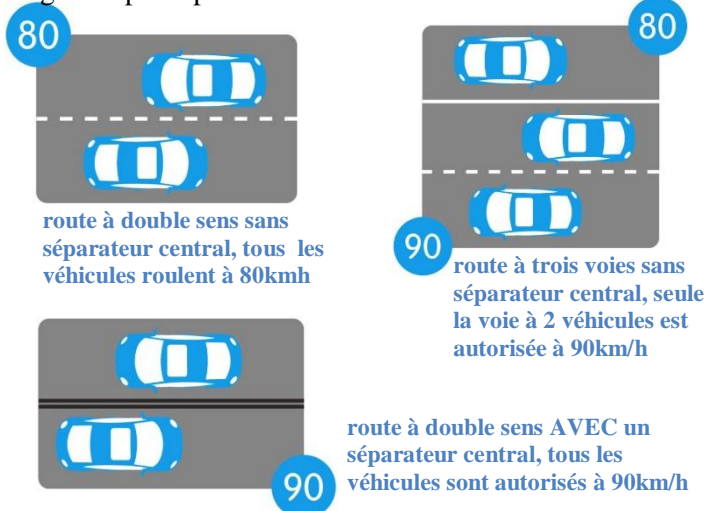 80
80
route à double sens sans
séparateur central, tous les
véhicules roulent à 80kmh
90
route à trois voies sans
séparateur central, seule
la voie à 2 véhicules est
autorisée à 90km/h
route à double sens AVEC un
séparateur central, tous les
véhicules sont autorisés à 90km/h
90